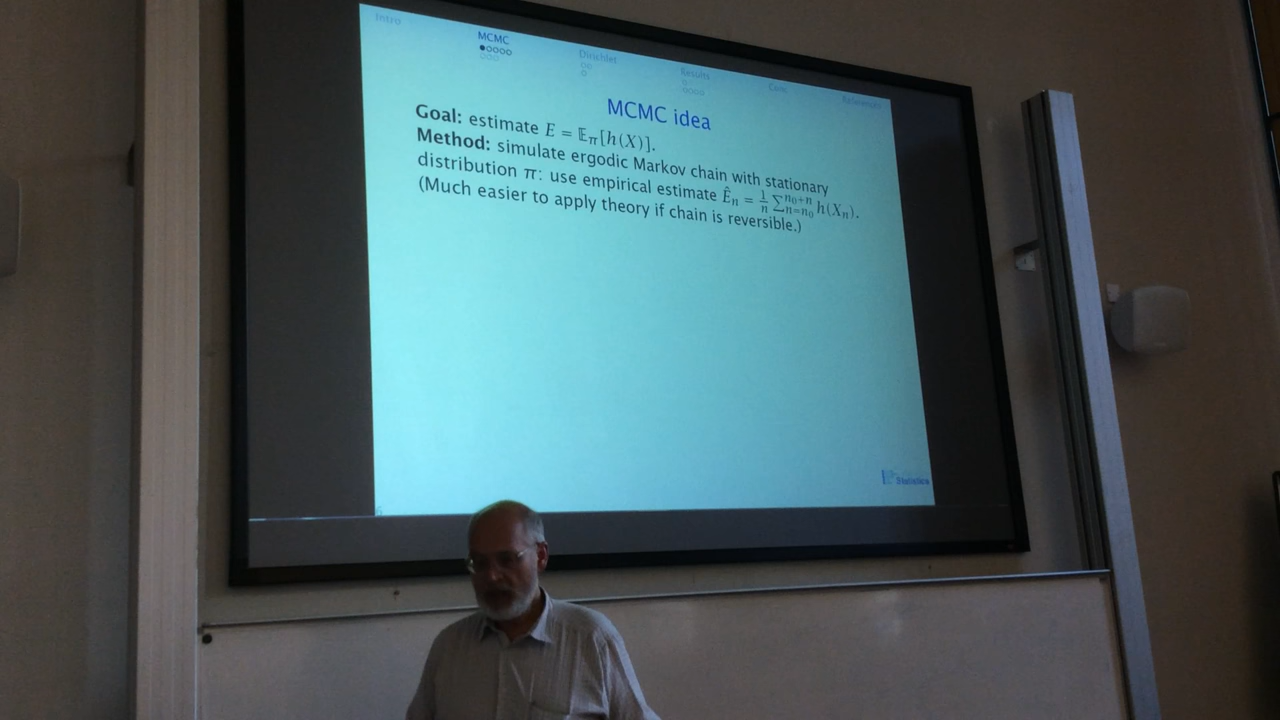 Intro
MCMC
Dirichlet
Results
Conc
References
MCMC idea
Goal: estimate E = 𝔼π[h(X)].
Method: simulate ergodic Markov chain with stationary
distribution π: use empirical estimate Ê_n = 1/n ∑_{n=n_0}^{n_0+n} h(X_n).
(Much easier to apply theory if chain is reversible.)
Statistics